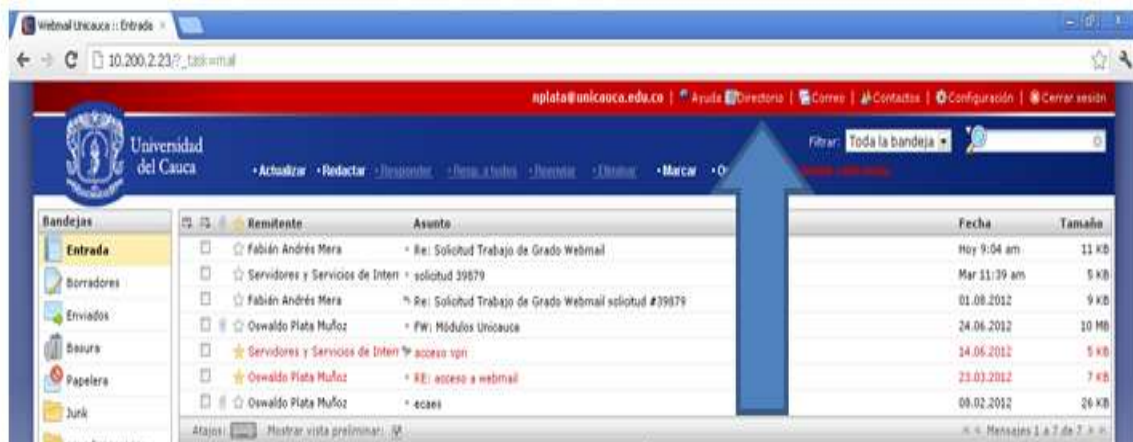 Webmail Unicauca :: Entrada
10.200.2.23/?_task=mail
nplata@unicauca.edu.co | Ayuda Directorio | Correo | Contactos | Configuración | Cerrar sesión
Universidad
del Cauca
Filtrar: Toda la bandeja
•Actualizar •Redactar •Responder •Resp. a todos •Reenviar •Eliminar •Marcar
Bandejas
Remitente Asunto Fecha Tamaño
Entrada
Fabián Andrés Mera Re: Solicitud Trabajo de Grado Webmail Hoy 9:04 am 11 KB
Borradores
Servidores y Servicios de Intern solicitud 39879 Mar 11:39 am 5 KB
Fabián Andrés Mera Re: Solicitud Trabajo de Grado Webmail solicitud #39879 01.08.2012 9 KB
Enviados
Oswaldo Plata Muñoz FW: Módulos Unicauca 24.06.2012 10 MB
Basura
Servidores y Servicios de Intern acceso vpn 14.06.2012 5 KB
Papelera
Oswaldo Plata Muñoz RE: acceso a webmail 23.03.2012 7 KB
Junk
Oswaldo Plata Muñoz ecaes 08.02.2012 26 KB
Atajos: Mostrar vista preliminar: Mensajes 1 a 7 de 7